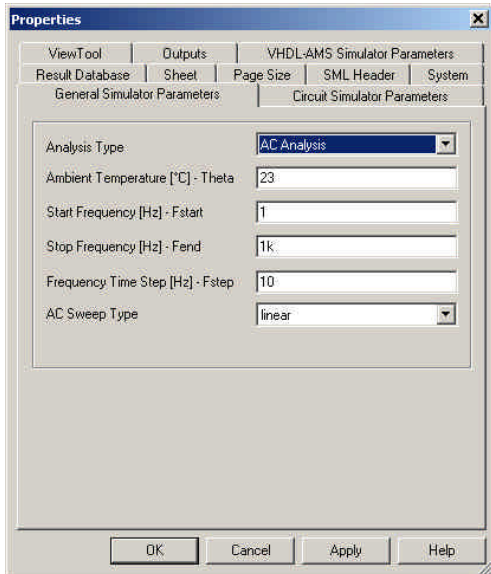 Properties
ViewTool Outputs VHDL-AMS Simulator Parameters
Result Database Sheet Page Size SML Header System
General Simulator Parameters Circuit Simulator Parameters
Analysis Type AC Analysis
Ambient Temperature [°C] - Theta 23
Start Frequency [Hz] - Fstart 1
Stop Frequency [Hz] - Fend 1k
Frequency Time Step [Hz] - Fstep 10
AC Sweep Type linear
OK Cancel Apply Help